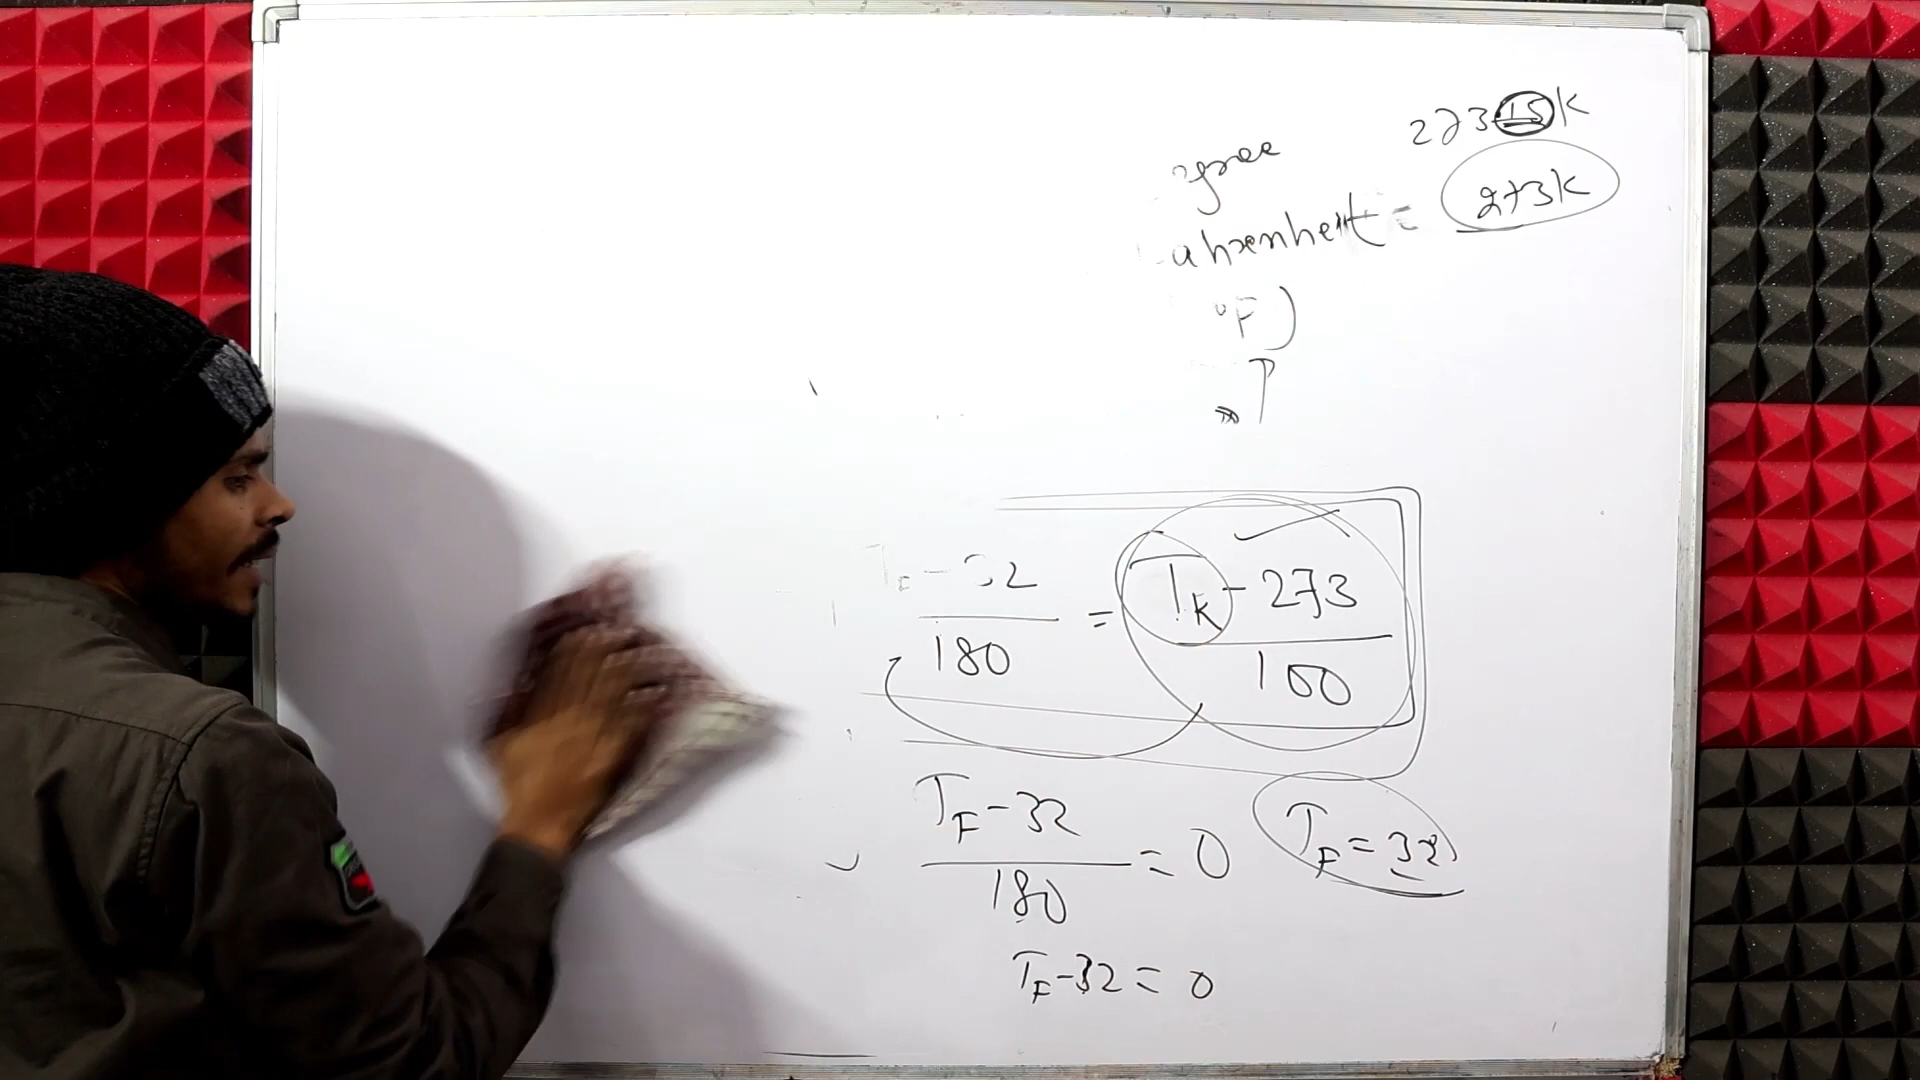 273.15K
273K
egree
ahrenheit =
°F)
T_F - 32 / 180 = T_K - 273 / 100
T_F - 32 / 180 = 0
T_F = 32
T_F - 32 = 0